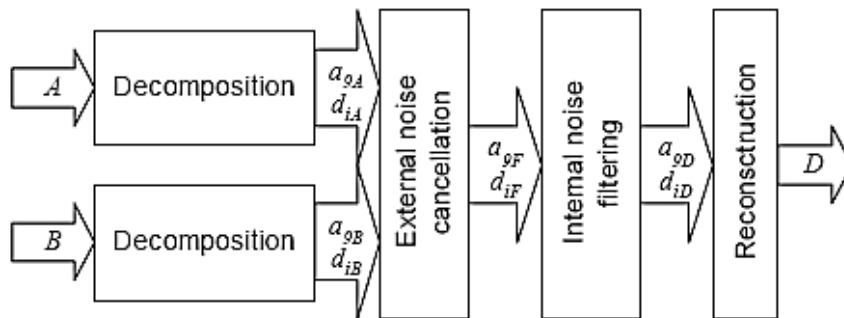 A
Decomposition
a9A
diA
B
Decomposition
a9B
diB
External noise
cancellation
a9F
diF
Internal noise
filtering
a9D
diD
Reconsctruction
D